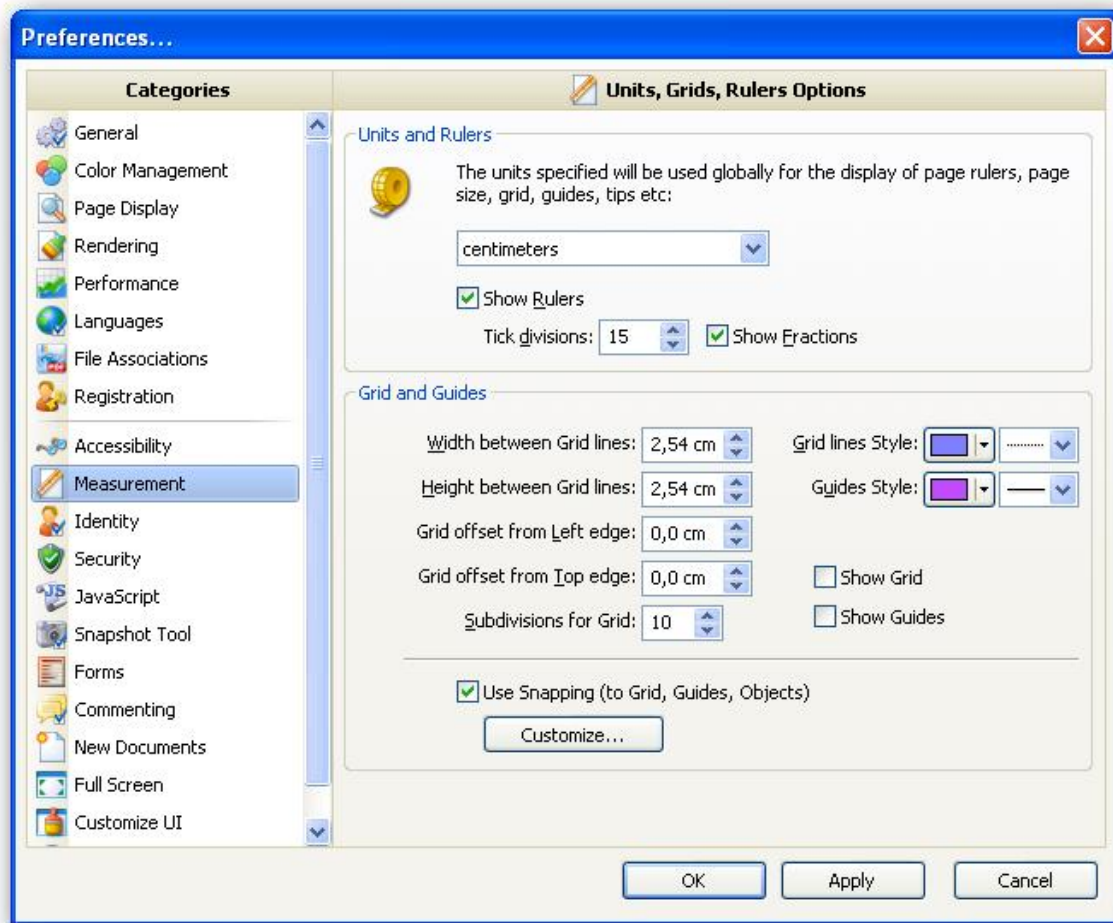 Preferences...
Categories
General
Color Management
Page Display
Rendering
Performance
Languages
File Associations
Registration
Accessibility
Measurement
Identity
Security
JavaScript
Snapshot Tool
Forms
Commenting
New Documents
Full Screen
Customize UI
Units, Grids, Rulers Options
Units and Rulers
The units specified will be used globally for the display of page rulers, page
size, grid, guides, tips etc:
centimeters
Show Rulers
Tick divisions: 15 Show Fractions
Grid and Guides
Width between Grid lines: 2,54 cm Grid lines Style:
Height between Grid lines: 2,54 cm Guides Style:
Grid offset from Left edge: 0,0 cm
Grid offset from Top edge: 0,0 cm Show Grid
Subdivisions for Grid: 10 Show Guides
Use Snapping (to Grid, Guides, Objects)
Customize...
OK Apply Cancel